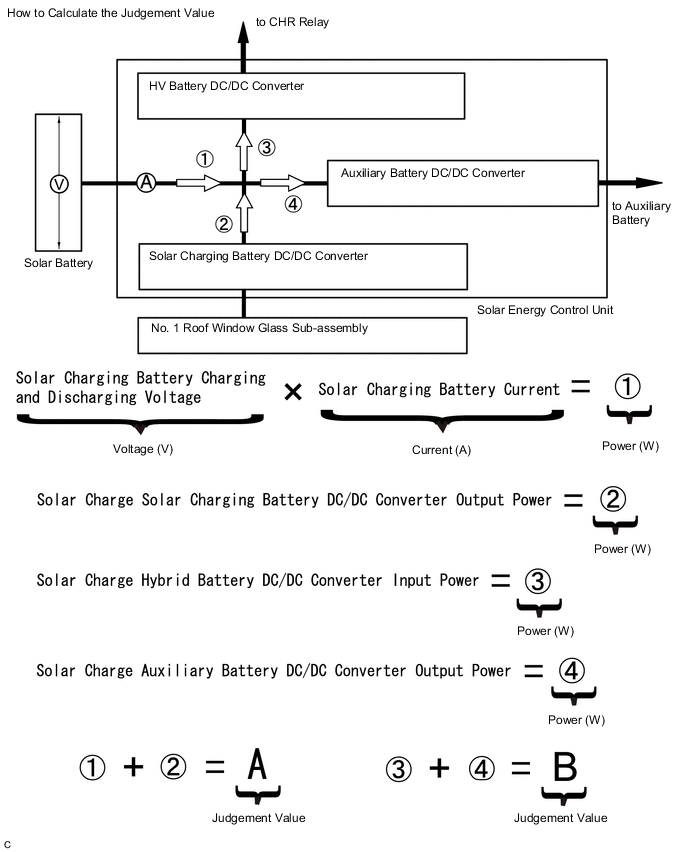 How to Calculate the Judgement Value
to CHR Relay
HV Battery DC/DC Converter
①
③
V
A
Auxiliary Battery DC/DC Converter
④
②
to Auxiliary
Battery
Solar Battery
Solar Charging Battery DC/DC Converter
Solar Energy Control Unit
No. 1 Roof Window Glass Sub-assembly
Solar Charging Battery Charging
and Discharging Voltage
× Solar Charging Battery Current = ①
Voltage (V)
Current (A)
Power (W)
Solar Charge Solar Charging Battery DC/DC Converter Output Power = ②
Power (W)
Solar Charge Hybrid Battery DC/DC Converter Input Power = ③
Power (W)
Solar Charge Auxiliary Battery DC/DC Converter Output Power = ④
Power (W)
① + ② = A
③ + ④ = B
Judgement Value
Judgement Value
C